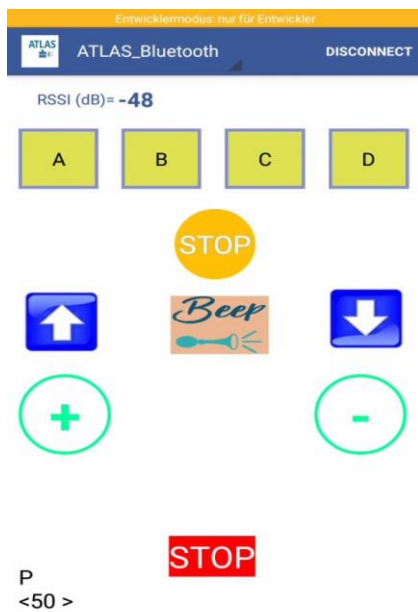 Entwicklermodus: nur für Entwickler
ATLAS
ATLAS_Bluetooth
DISCONNECT
RSSI (dB)= -48
A
B
C
D
STOP
Beep
+
-
STOP
P
<50 >